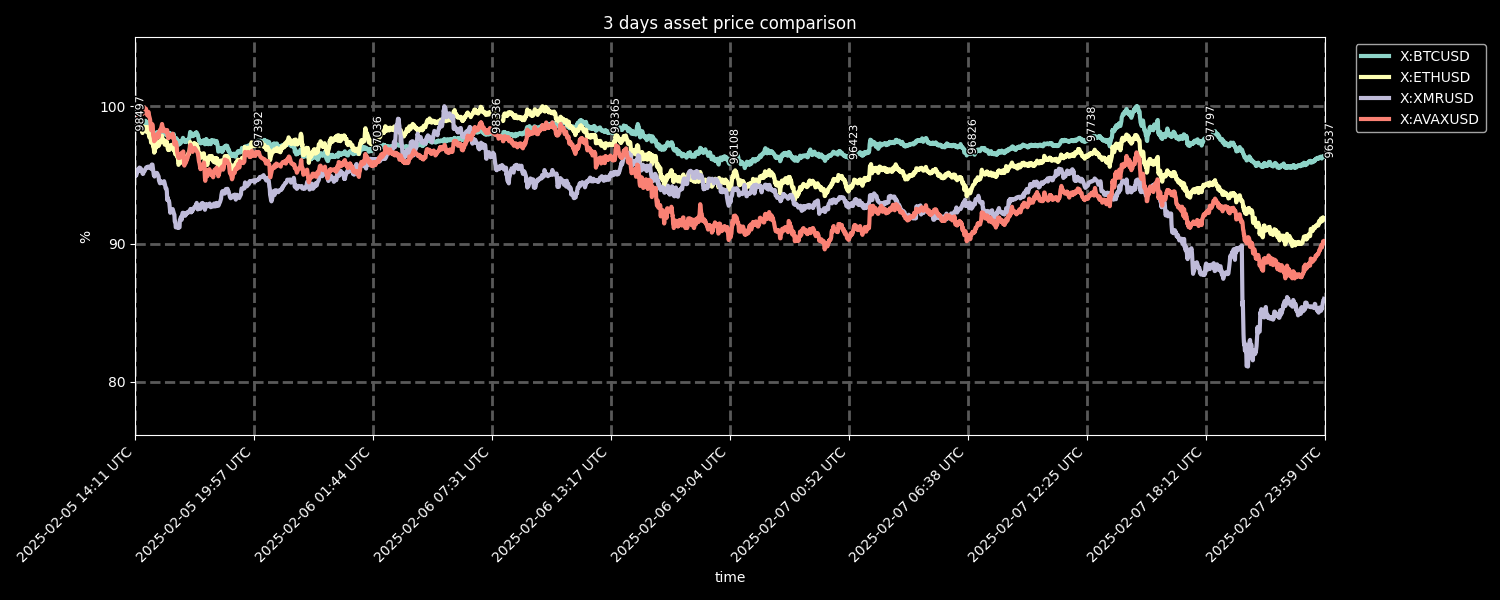 3 days asset price comparison
X:BTCUSD
X:ETHUSD
X:XMRUSD
X:AVAXUSD
%
100
90
80
98497
97392
97036
98336
98365
96108
96423
96826
97738
97797
96537
2025-02-05 14:11 UTC
2025-02-05 19:57 UTC
2025-02-06 01:44 UTC
2025-02-06 07:31 UTC
2025-02-06 13:17 UTC
2025-02-06 19:04 UTC
2025-02-07 00:52 UTC
2025-02-07 06:38 UTC
2025-02-07 12:25 UTC
2025-02-07 18:12 UTC
2025-02-07 23:59 UTC
time